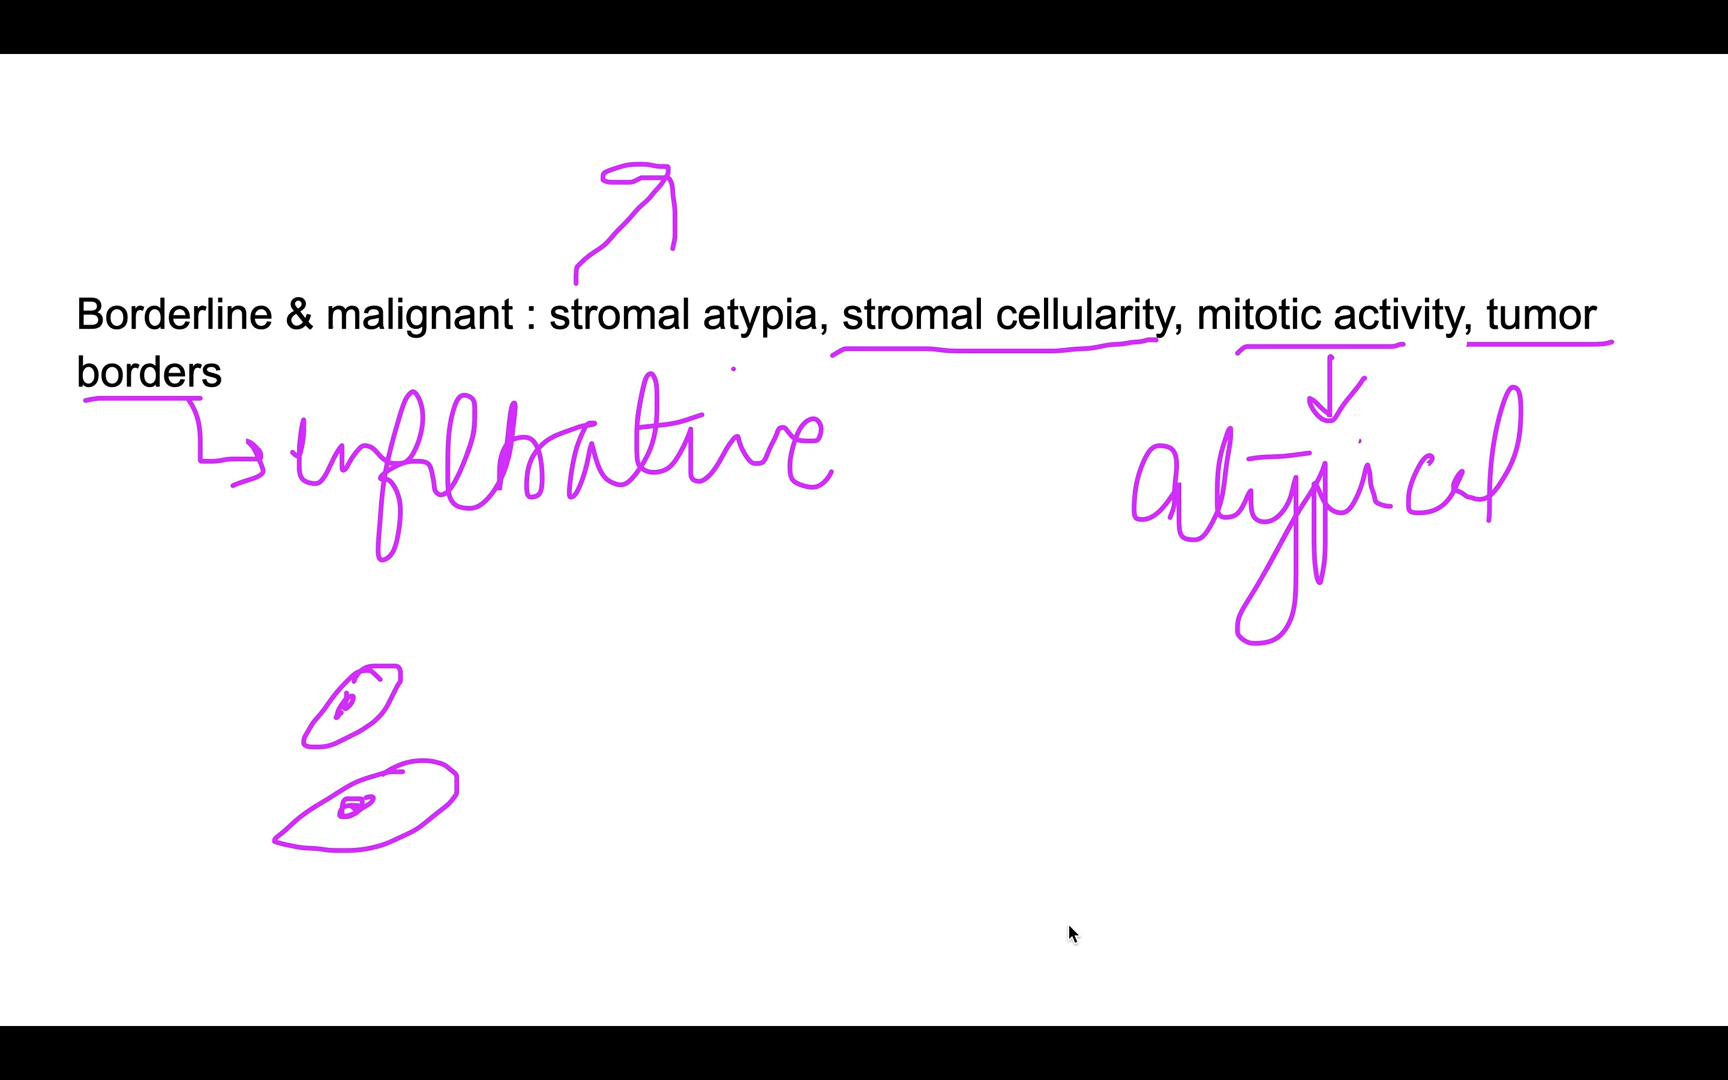 Borderline & malignant : stromal atypia, stromal cellularity, mitotic activity, tumor
borders
infiltrative
atypical